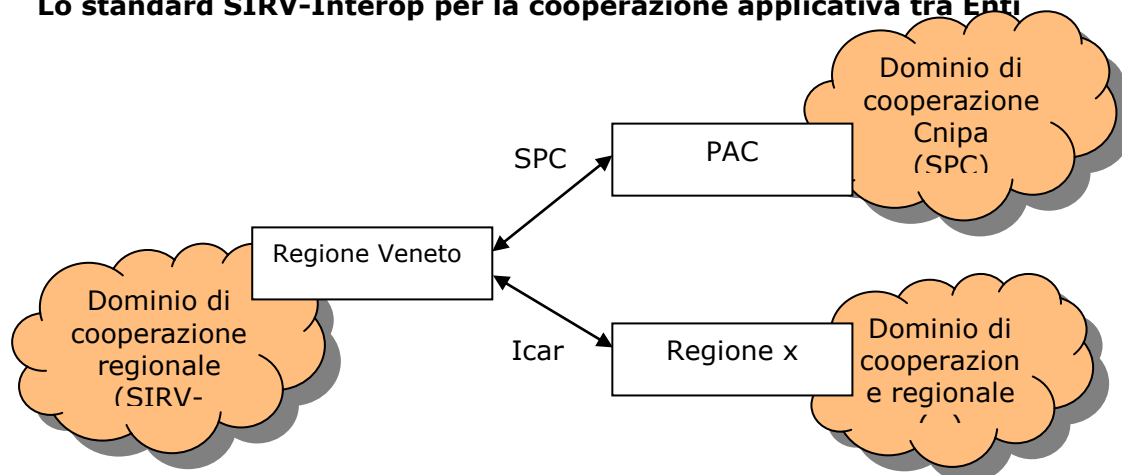 Lo standard SIRV-Interop per la cooperazione applicativa tra Enti
Dominio di
cooperazione
Cnipa
(SPC)
SPC
PAC
Regione Veneto
Dominio di
cooperazione
regionale
(SIRV-
Icar
Regione x
Dominio di
cooperazion
e regionale